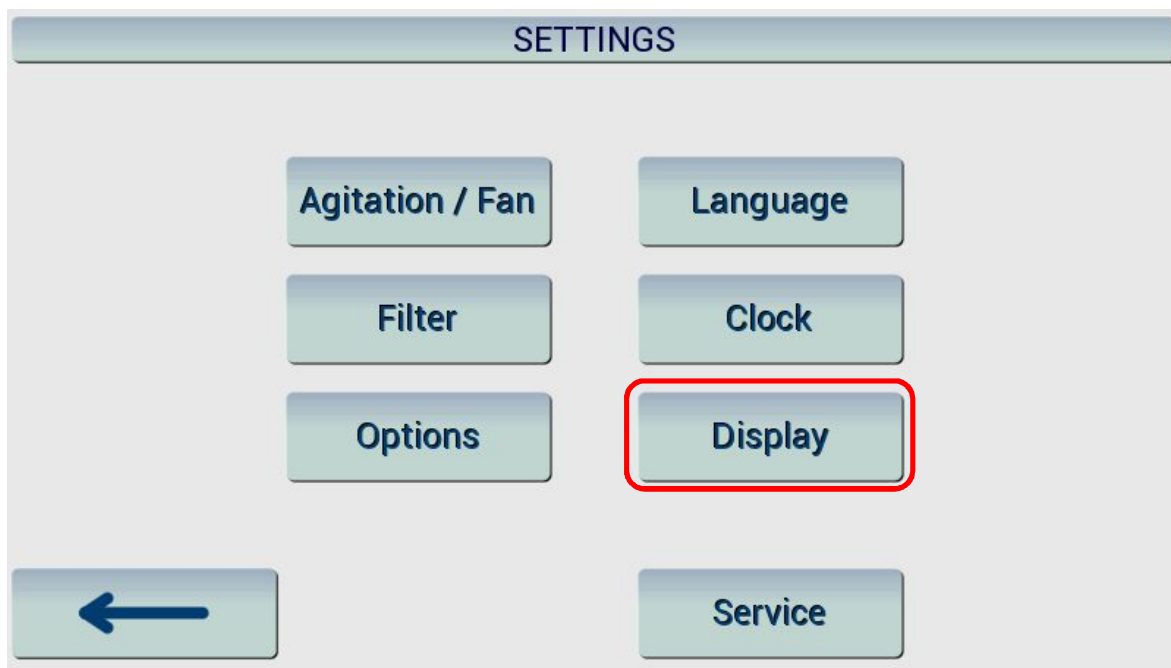 SETTINGS
Agitation / Fan
Language
Filter
Clock
Options
Display
Service